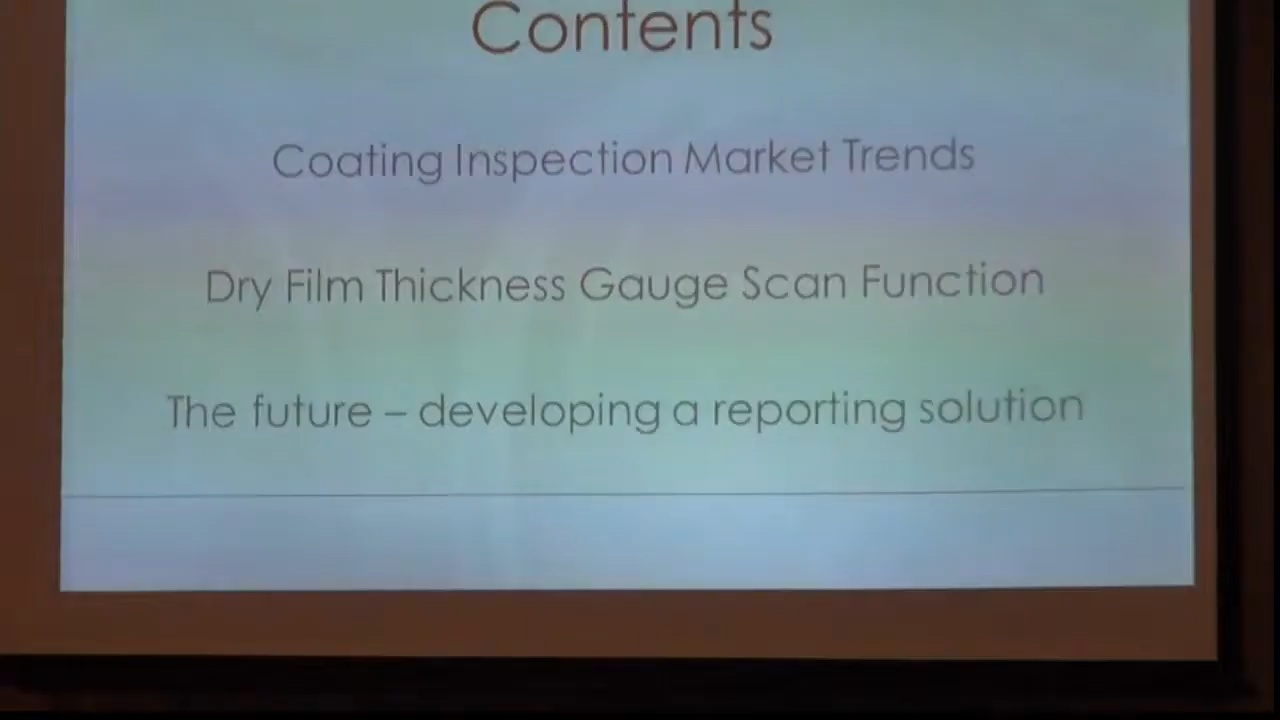 Contents
Coating Inspection Market Trends
Dry Film Thickness Gauge Scan Function
The future – developing a reporting solution